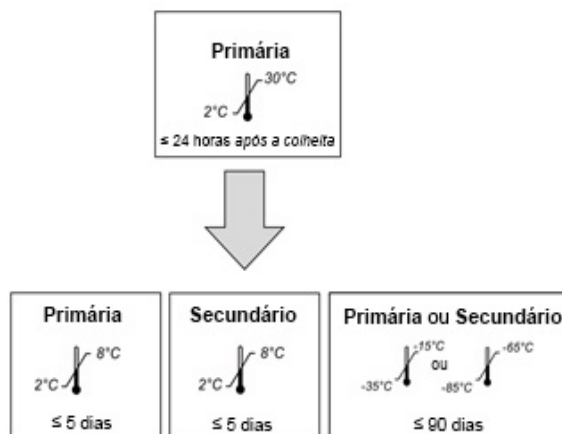 Primária
30°C
2°C
≤ 24 horas após a colheita
Primária
8°C
2°C
≤ 5 dias
Secundário
8°C
2°C
≤ 5 dias
Primária ou Secundário
-15°C
-35°C
ou
-65°C
-85°C
≤ 90 dias